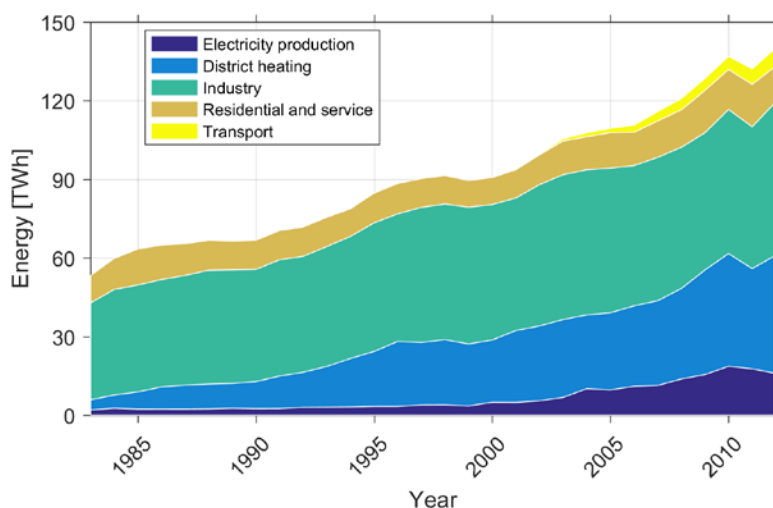 150
120
90
60
30
0
Energy [TWh]
Electricity production
District heating
Industry
Residential and service
Transport
1985
1990
1995
2000
2005
2010
Year